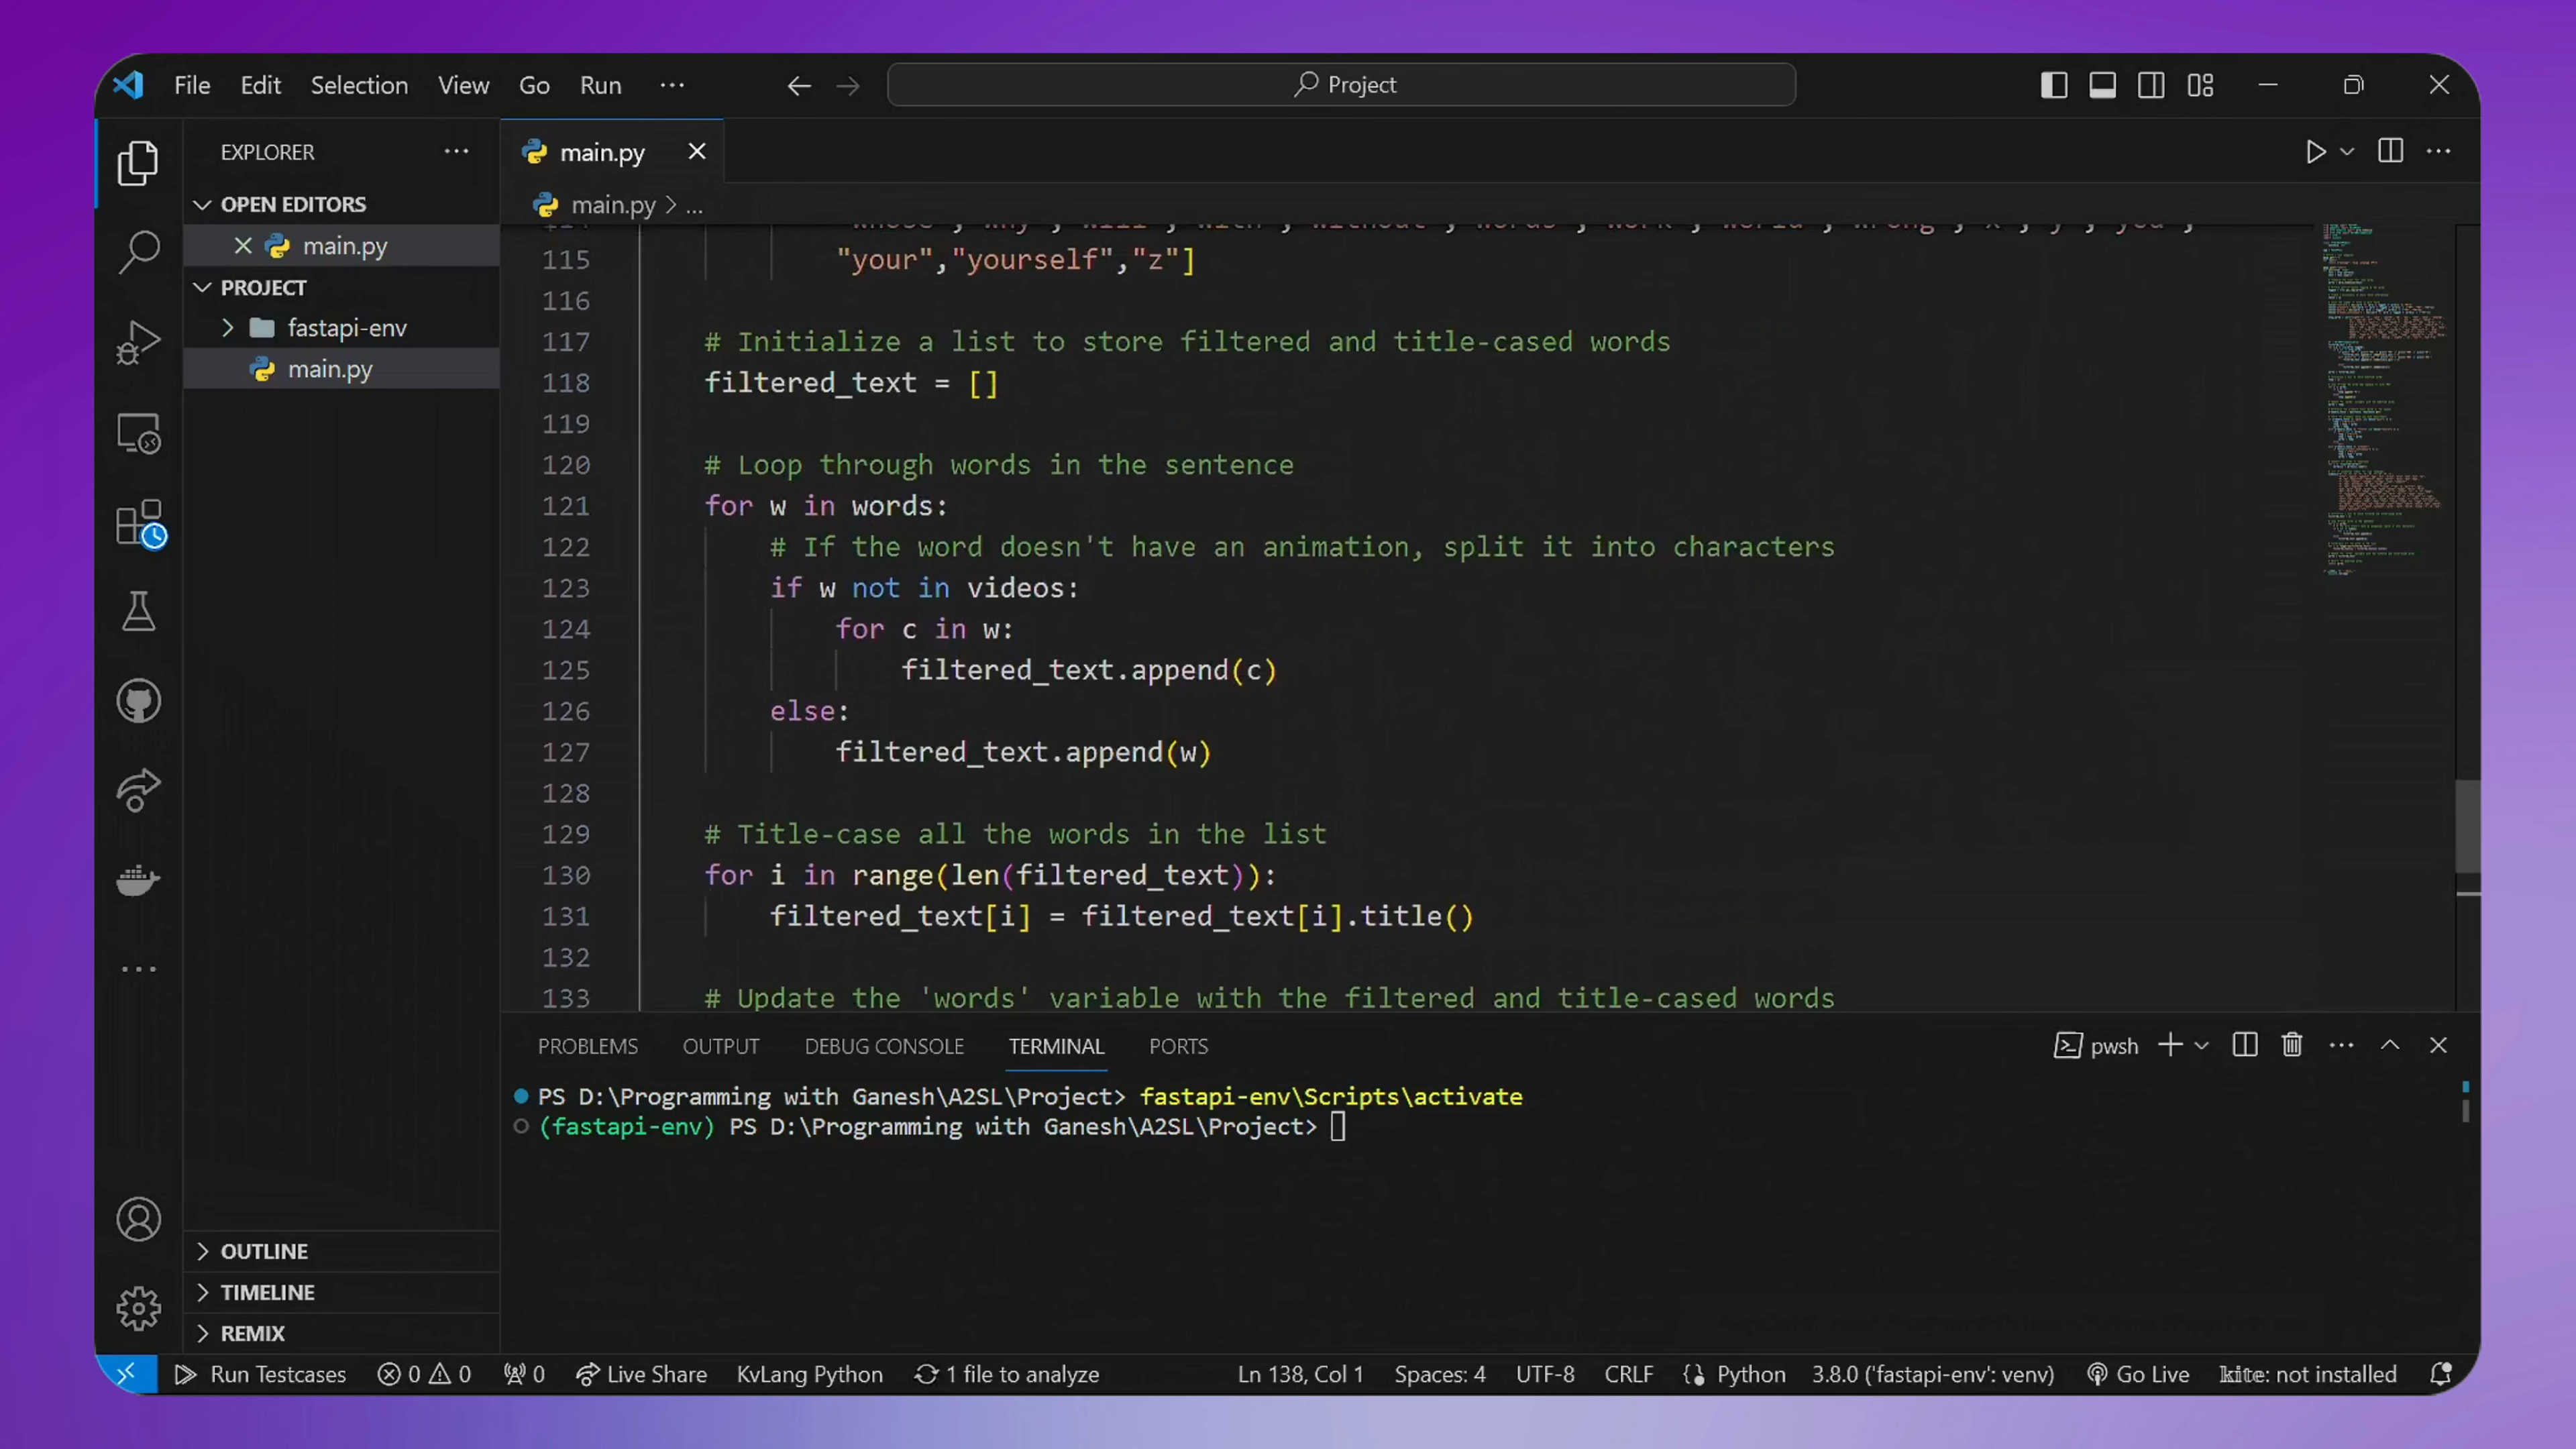 File Edit Selection View Go Run ...
Project
EXPLORER ...
main.py
OPEN EDITORS
main.py > ...
main.py
PROJECT
fastapi-env
main.py
115 "your","yourself","z"]
116
117 # Initialize a list to store filtered and title-cased words
118 filtered_text = []
119
120 # Loop through words in the sentence
121 for w in words:
122 # If the word doesn't have an animation, split it into characters
123 if w not in videos:
124 for c in w:
125 filtered_text.append(c)
126 else:
127 filtered_text.append(w)
128
129 # Title-case all the words in the list
130 for i in range(len(filtered_text)):
131 filtered_text[i] = filtered_text[i].title()
132
133 # Update the 'words' variable with the filtered and title-cased words
PROBLEMS OUTPUT DEBUG CONSOLE TERMINAL PORTS
pwsh
PS D:\Programming with Ganesh\A2SL\Project> fastapi-env\Scripts\activate
(fastapi-env) PS D:\Programming with Ganesh\A2SL\Project>
OUTLINE
TIMELINE
REMIX
Run Testcases 0 0 0 Live Share KvLang Python 1 file to analyze Ln 138, Col 1 Spaces: 4 UTF-8 CRLF Python 3.8.0 ('fastapi-env': venv) Go Live kite: not installed